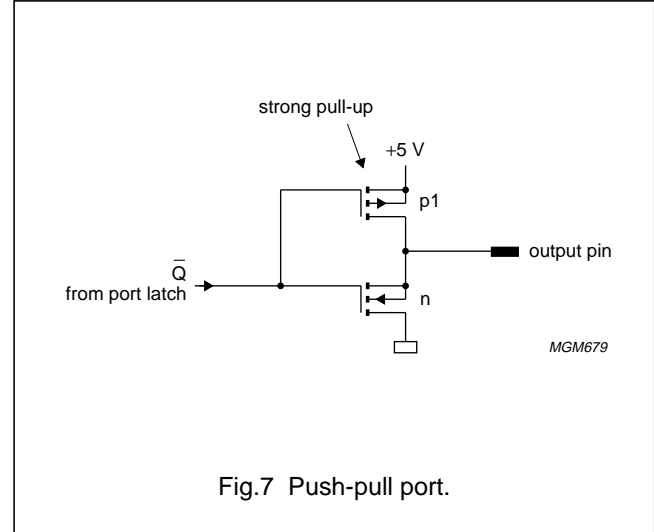 strong pull-up
+5 V
p1
output pin
Q̅
from port latch
n
MGM679
Fig.7 Push-pull port.